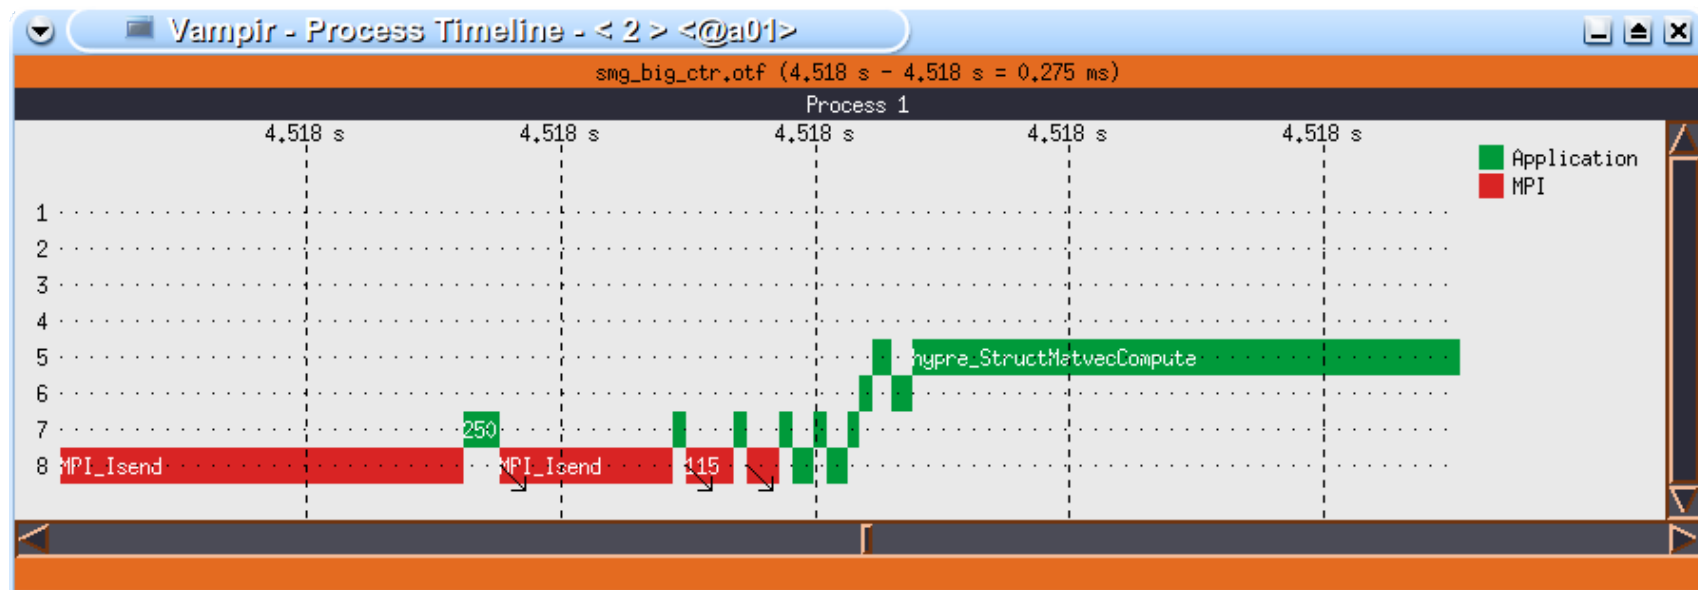 Vampir - Process Timeline - < 2 > <@a01>
smg_big_ctr.otf (4.518 s - 4.518 s = 0.275 ms)
Process 1
4.518 s 4.518 s 4.518 s 4.518 s 4.518 s
Application
MPI
1
2
3
4
5 hypre_StructMatvecCompute
6
7 250
8 MPI_Isend MPI_Isend 115